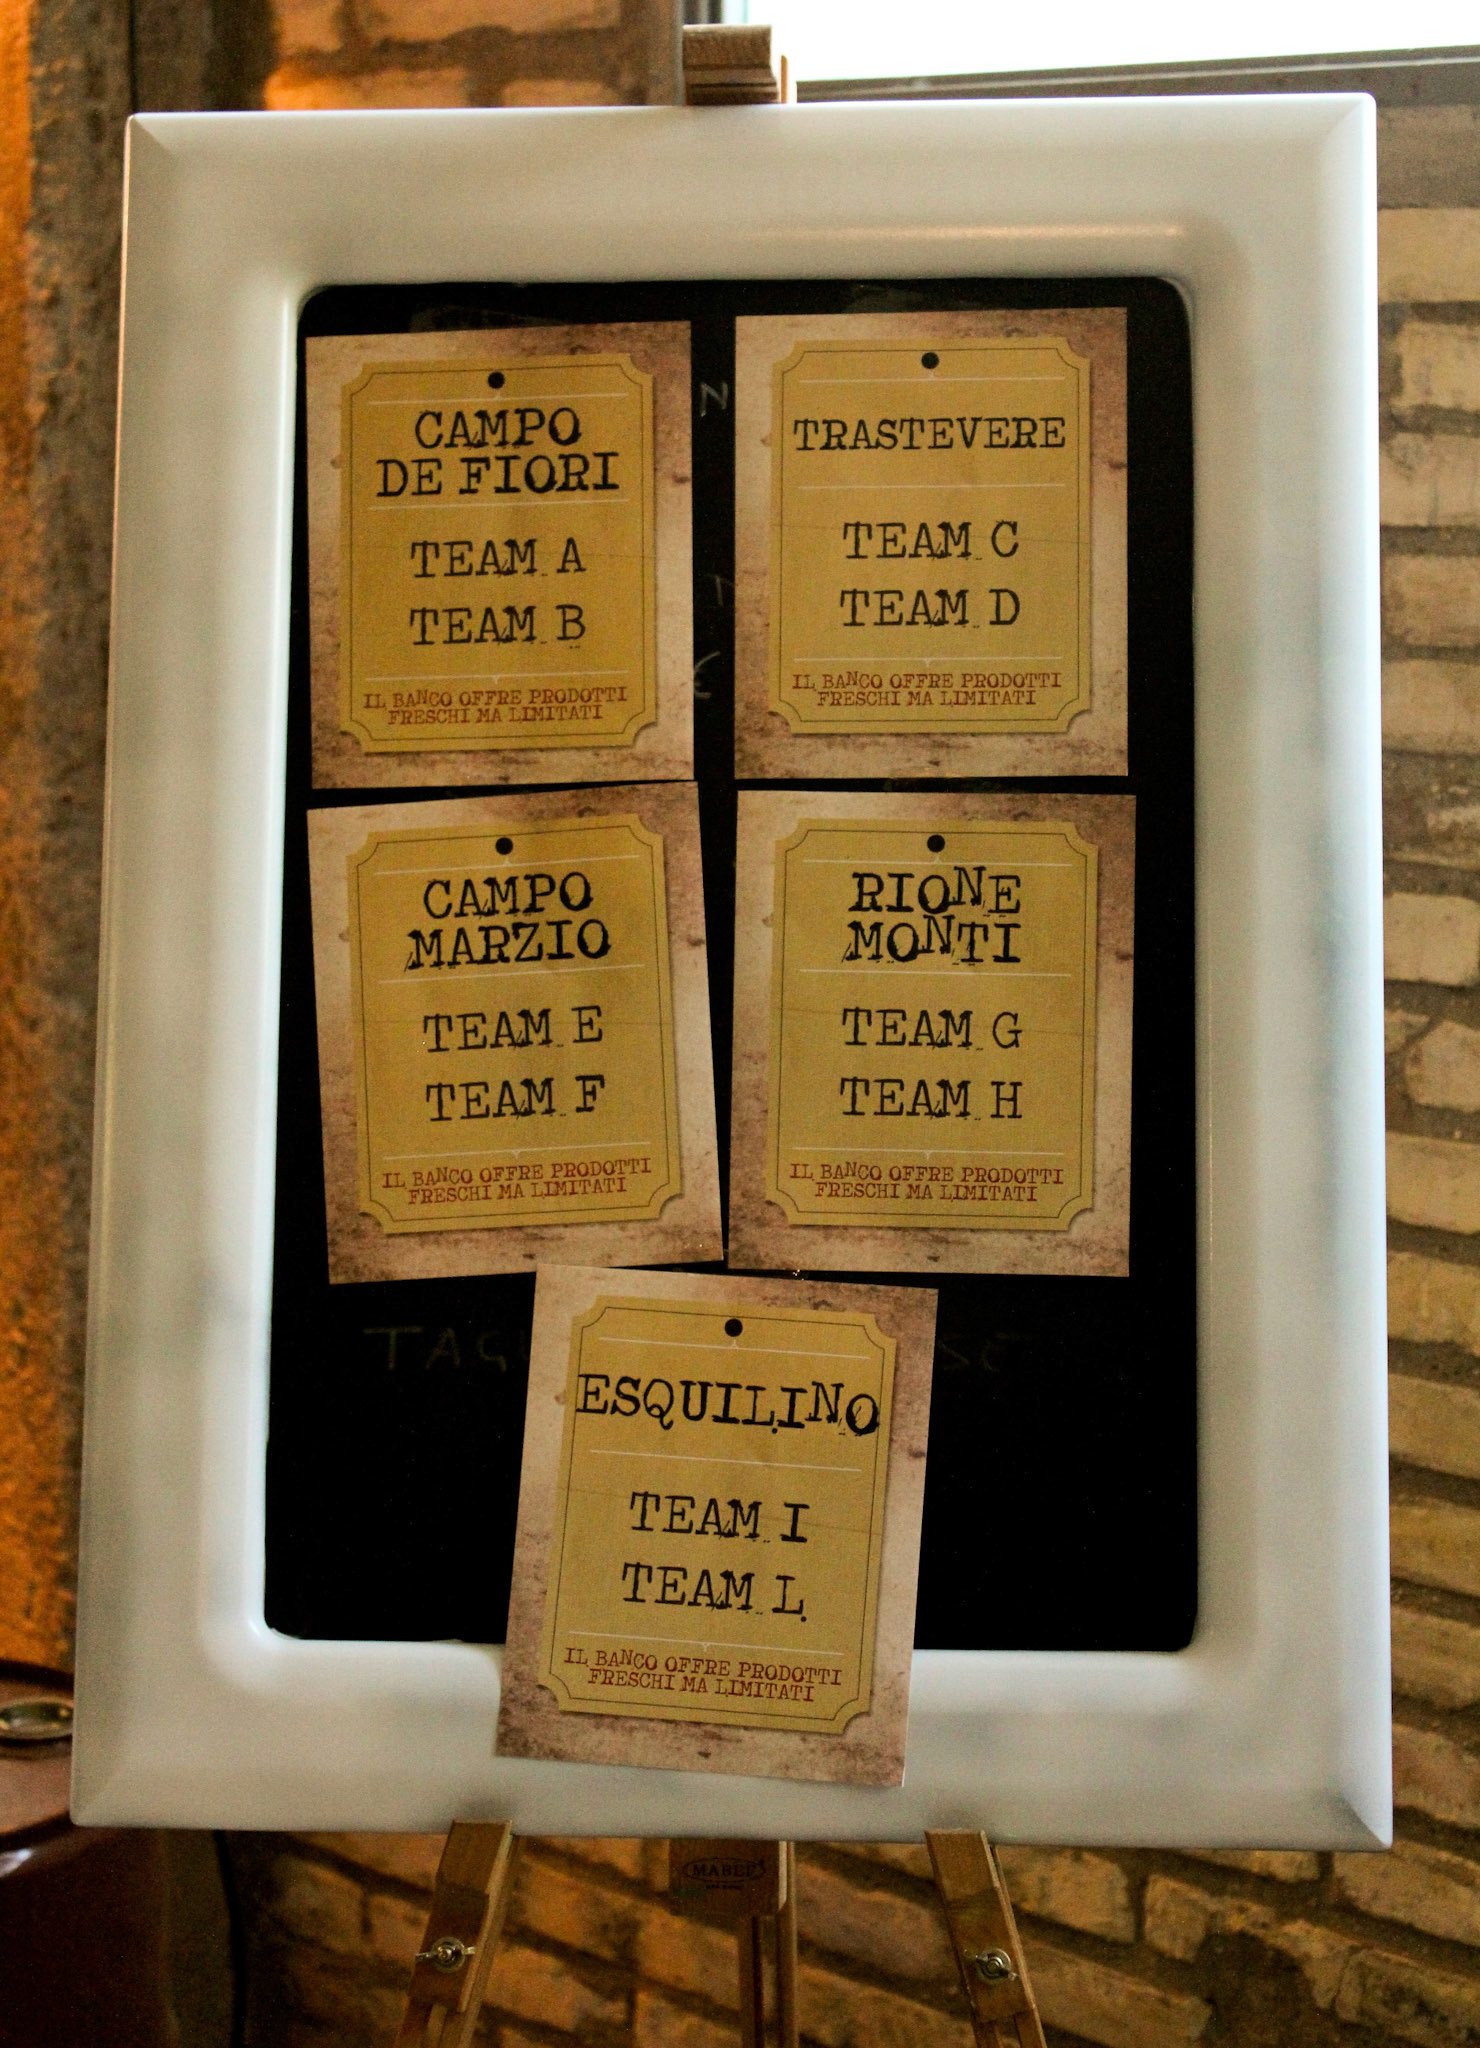 CAMPO
DE FIORI
TEAM A
TEAM B
IL BANCO OFFRE PRODOTTI
FRESCHI MA LIMITATI
TRASTEVERE
TEAM C
TEAM D
IL BANCO OFFRE PRODOTTI
FRESCHI MA LIMITATI
CAMPO
MARZIO
TEAM E
TEAM F
IL BANCO OFFRE PRODOTTI
FRESCHI MA LIMITATI
RIONE
MONTI
TEAM G
TEAM H
IL BANCO OFFRE PRODOTTI
FRESCHI MA LIMITATI
ESQUILINO
TEAM I
TEAM L
IL BANCO OFFRE PRODOTTI
FRESCHI MA LIMITATI
MABEF